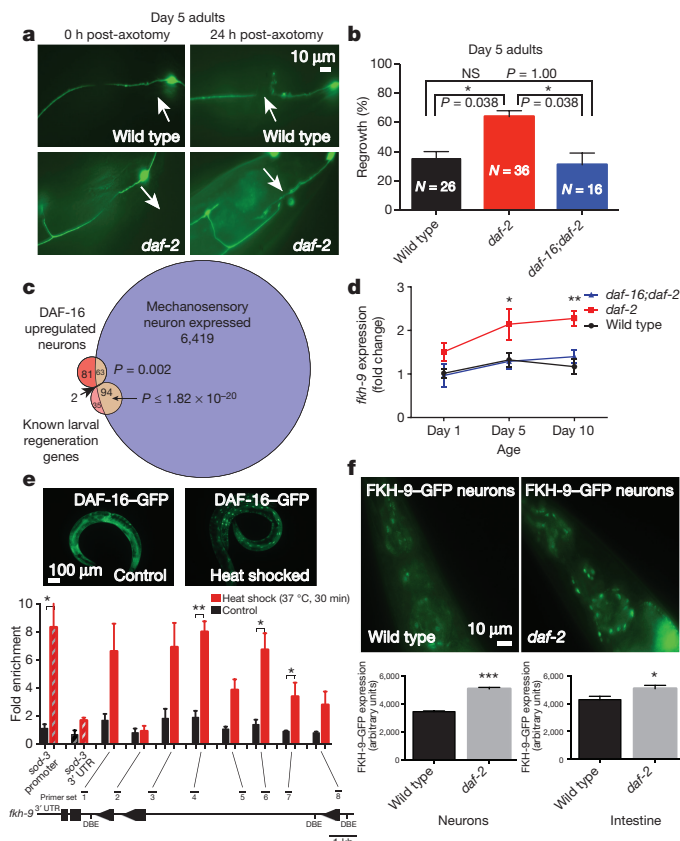 Day 5 adults
a
0 h post-axotomy
24 h post-axotomy
10 μm
Wild type
Wild type
daf-2
daf-2
b
Day 5 adults
NS P = 1.00
*
*
P = 0.038
P = 0.038
Regrowth (%)
100
80
60
40
20
0
N = 26
N = 36
N = 16
Wild type
daf-2
daf-16;daf-2
c
DAF-16
upregulated
neurons
Mechanosensory
neuron expressed
6,419
81
63
P = 0.002
2
94
35
P ≤ 1.82 × 10⁻²⁰
Known larval
regeneration
genes
d
daf-16;daf-2
daf-2
Wild type
fkh-9 expression
(fold change)
3
2
1
0
*
**
Day 1
Day 5
Day 10
Age
e
DAF-16–GFP
DAF-16–GFP
100 μm
Control
Heat shocked
Heat shock (37 °C, 30 min)
Control
Fold enrichment
10
8
6
4
2
0
*
**
*
*
sod-3
promoter
sod-3
3′ UTR
Primer set
1
2
3
4
5
6
7
8
fkh-9
3′ UTR
DBE
DBE
DBE
f
FKH-9–GFP neurons
FKH-9–GFP neurons
Wild type
10 μm
daf-2
FKH-9–GFP expression
(arbitrary units)
6,000
4,000
2,000
0
***
Wild type
daf-2
Neurons
FKH–GFP expression
(arbitrary units)
6,000
4,000
2,000
0
*
Wild type
daf-2
Intestine